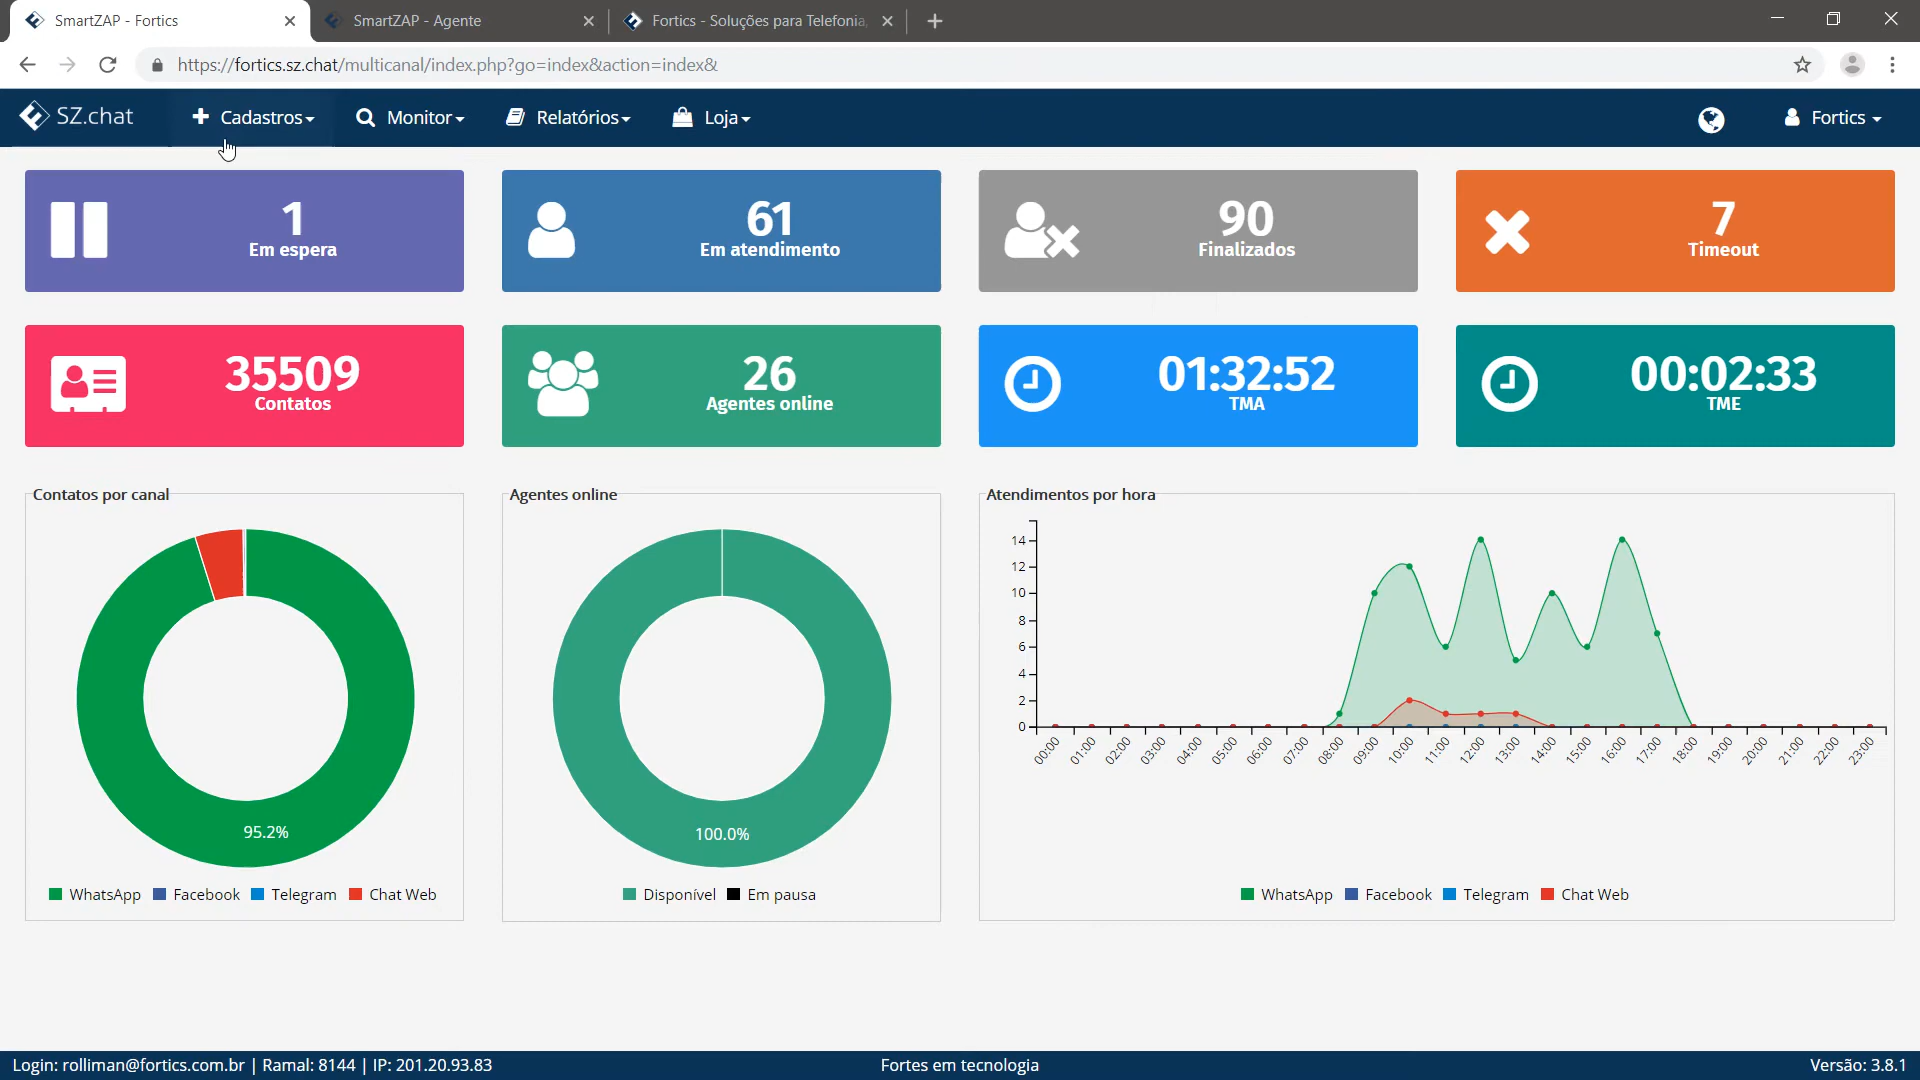 SmartZAP - Fortics
SmartZAP - Agente
Fortics - Soluções para Telefonia,
https://fortics.sz.chat/multicanal/index.php?go=index&action=index&
SZ.chat
Cadastros
Monitor
Relatórios
Loja
Fortics
1
Em espera
61
Em atendimento
90
Finalizados
7
Timeout
35509
Contatos
26
Agentes online
01:32:52
TMA
00:02:33
TME
Contatos por canal
95.2%
WhatsApp Facebook Telegram Chat Web
Agentes online
100.0%
Disponível Em pausa
Atendimentos por hora
14
12
10
8
6
4
2
0
00:00 01:00 02:00 03:00 04:00 05:00 06:00 07:00 08:00 09:00 10:00 11:00 12:00 13:00 14:00 15:00 16:00 17:00 18:00 19:00 20:00 21:00 22:00 23:00
WhatsApp Facebook Telegram Chat Web
Login: rolliman@fortics.com.br | Ramal: 8144 | IP: 201.20.93.83
Fortes em tecnologia
Versão: 3.8.1